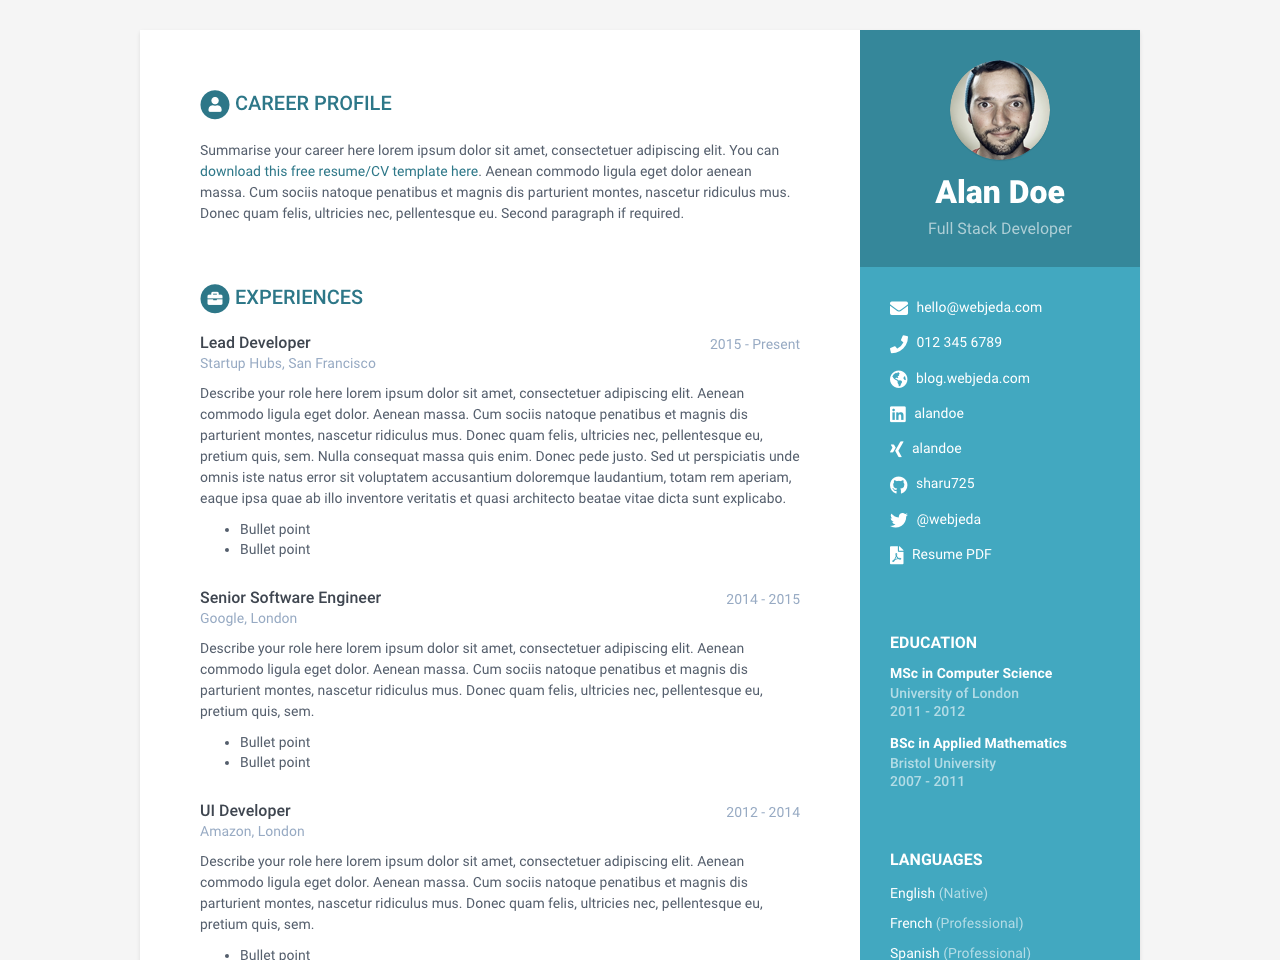 CAREER PROFILE
Summarise your career here lorem ipsum dolor sit amet, consectetuer adipiscing elit. You can
download this free resume/CV template here. Aenean commodo ligula eget dolor aenean
massa. Cum sociis natoque penatibus et magnis dis parturient montes, nascetur ridiculus mus.
Donec quam felis, ultricies nec, pellentesque eu. Second paragraph if required.
EXPERIENCES
Lead Developer
2015 - Present
Startup Hubs, San Francisco
Describe your role here lorem ipsum dolor sit amet, consectetuer adipiscing elit. Aenean
commodo ligula eget dolor. Aenean massa. Cum sociis natoque penatibus et magnis dis
parturient montes, nascetur ridiculus mus. Donec quam felis, ultricies nec, pellentesque eu,
pretium quis, sem. Nulla consequat massa quis enim. Donec pede justo. Sed ut perspiciatis unde
omnis iste natus error sit voluptatem accusantium doloremque laudantium, totam rem aperiam,
eaque ipsa quae ab illo inventore veritatis et quasi architecto beatae vitae dicta sunt explicabo.
• Bullet point
• Bullet point
Senior Software Engineer
2014 - 2015
Google, London
Describe your role here lorem ipsum dolor sit amet, consectetuer adipiscing elit. Aenean
commodo ligula eget dolor. Aenean massa. Cum sociis natoque penatibus et magnis dis
parturient montes, nascetur ridiculus mus. Donec quam felis, ultricies nec, pellentesque eu,
pretium quis, sem.
• Bullet point
• Bullet point
UI Developer
2012 - 2014
Amazon, London
Describe your role here lorem ipsum dolor sit amet, consectetuer adipiscing elit. Aenean
commodo ligula eget dolor. Aenean massa. Cum sociis natoque penatibus et magnis dis
parturient montes, nascetur ridiculus mus. Donec quam felis, ultricies nec, pellentesque eu,
pretium quis, sem.
• Bullet point
Alan Doe
Full Stack Developer
hello@webjeda.com
012 345 6789
blog.webjeda.com
alandoe
alandoe
sharu725
@webjeda
Resume PDF
EDUCATION
MSc in Computer Science
University of London
2011 - 2012
BSc in Applied Mathematics
Bristol University
2007 - 2011
LANGUAGES
English (Native)
French (Professional)
Spanish (Professional)